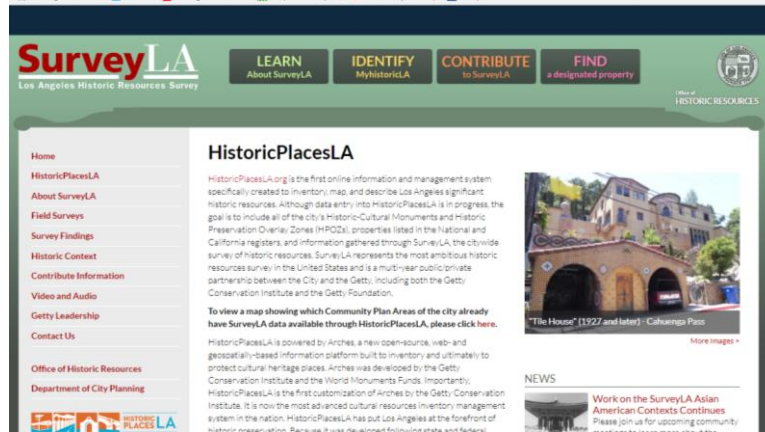 SurveyLA
Los Angeles Historic Resources Survey
LEARN
About SurveyLA
IDENTIFY
MyhistoricLA
CONTRIBUTE
to SurveyLA
FIND
a designated property
Office of
HISTORIC RESOURCES
Home
HistoricPlacesLA
About SurveyLA
Field Surveys
Survey Findings
Historic Context
Contribute Information
Video and Audio
Getty Leadership
Contact Us
Office of Historic Resources
Department of City Planning
HISTORIC
PLACES LA
HistoricPlacesLA
HistoricPlacesLA.org is the first online information and management system
specifically created to inventory, map, and describe Los Angeles significant
historic resources. Although data entry into HistoricPlacesLA is in progress, the
goal is to include all of the city's Historic-Cultural Monuments and Historic
Preservation Overlay Zones (HPOZs), properties listed in the National and
California registers, and information gathered through SurveyLA, the citywide
survey of historic resources. SurveyLA represents the most ambitious historic
resources survey in the United States and is a multi-year public/private
partnership between the City and the Getty, including both the Getty
Conservation Institute and the Getty Foundation.
To view a map showing which Community Plan Areas of the city already
have SurveyLA data available through HistoricPlacesLA, please click here.
HistoricPlacesLA is powered by Arches, a new open-source, web- and
geospatially-based information platform built to inventory and ultimately to
protect cultural heritage places. Arches was developed by the Getty
Conservation Institute and the World Monuments Funds. Importantly,
HistoricPlacesLA is the first customization of Arches by the Getty Conservation
Institute. It is now the most advanced cultural resources inventory management
system in the nation. HistoricPlacesLA has put Los Angeles at the forefront of
historic preservation. Because it was developed following state and federal
"Tile House" (1927 and later) - Cahuenga Pass
More Images »
NEWS
Work on the SurveyLA Asian
American Contexts Continues
Please join us for upcoming community